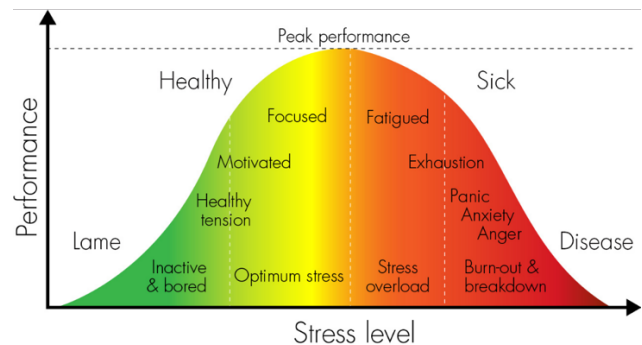 Peak performance
Healthy
Sick
Focused
Fatigued
Motivated
Exhaustion
Healthy
tension
Panic
Anxiety
Anger
Lame
Disease
Inactive
& bored
Optimum stress
Stress
overload
Burn-out &
breakdown
Performance
Stress level